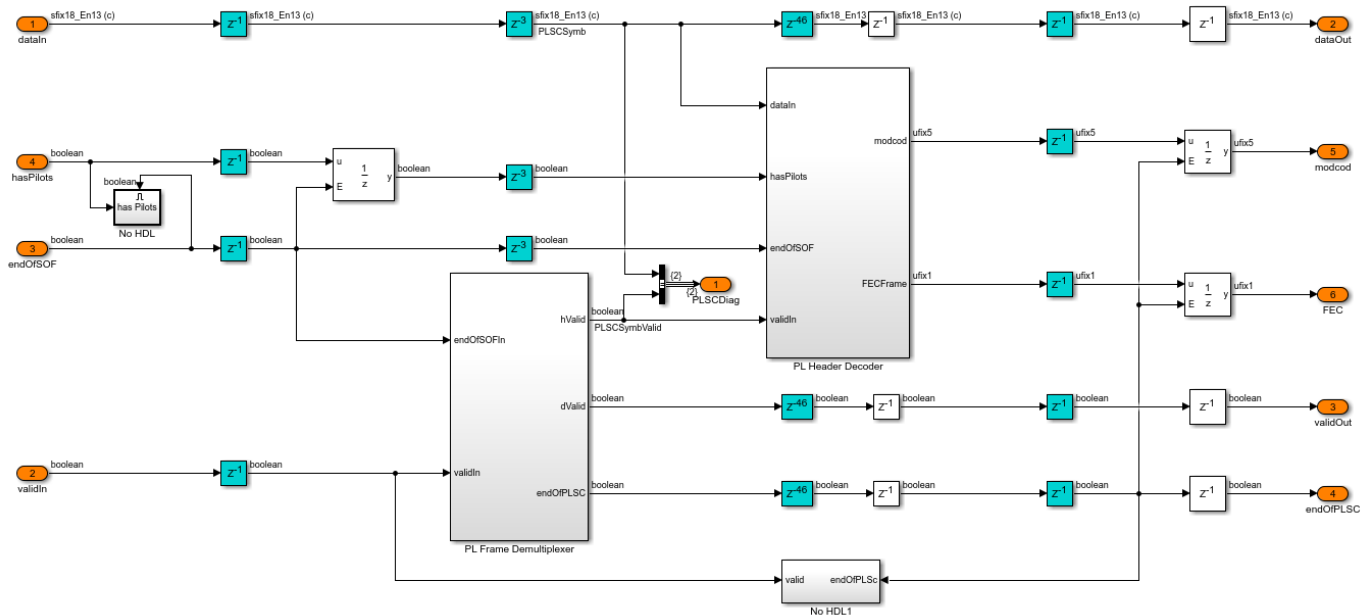 1 sfix18_En13 (c) z-1 sfix18_En13 (c) z-3 sfix18_En13 (c) z-46 sfix18_En13 z-1 sfix18_En13 (c) z-1 sfix18_En13 (c) z-1 sfix18_En13 (c) 2
dataIn PLSCSymb dataOut
dataIn
4 boolean z-1 boolean u 1 z y boolean z-3 boolean hasPilots modcod ufix5 z-1 ufix5 u 1 z y ufix5 5
hasPilots E E modcod
boolean
has Pilots
No HDL
3 boolean z-1 boolean z-3 boolean endOfSOF
endOfSOF
{2}
{2}
1
PLSCDiag
FECFrame ufix1 z-1 ufix1 u 1 z y ufix1 6
E FEC
hValid boolean validIn
PLSCSymbValid
endOfSOFIn
PL Header Decoder
dValid boolean z-46 boolean z-1 boolean z-1 boolean z-1 boolean 3
validOut
2 boolean z-1 boolean validIn
validIn
endOfPLSC boolean z-46 boolean z-1 boolean z-1 boolean z-1 boolean 4
endOfPLSC
PL Frame Demultiplexer
valid endOfPLSc
No HDL1